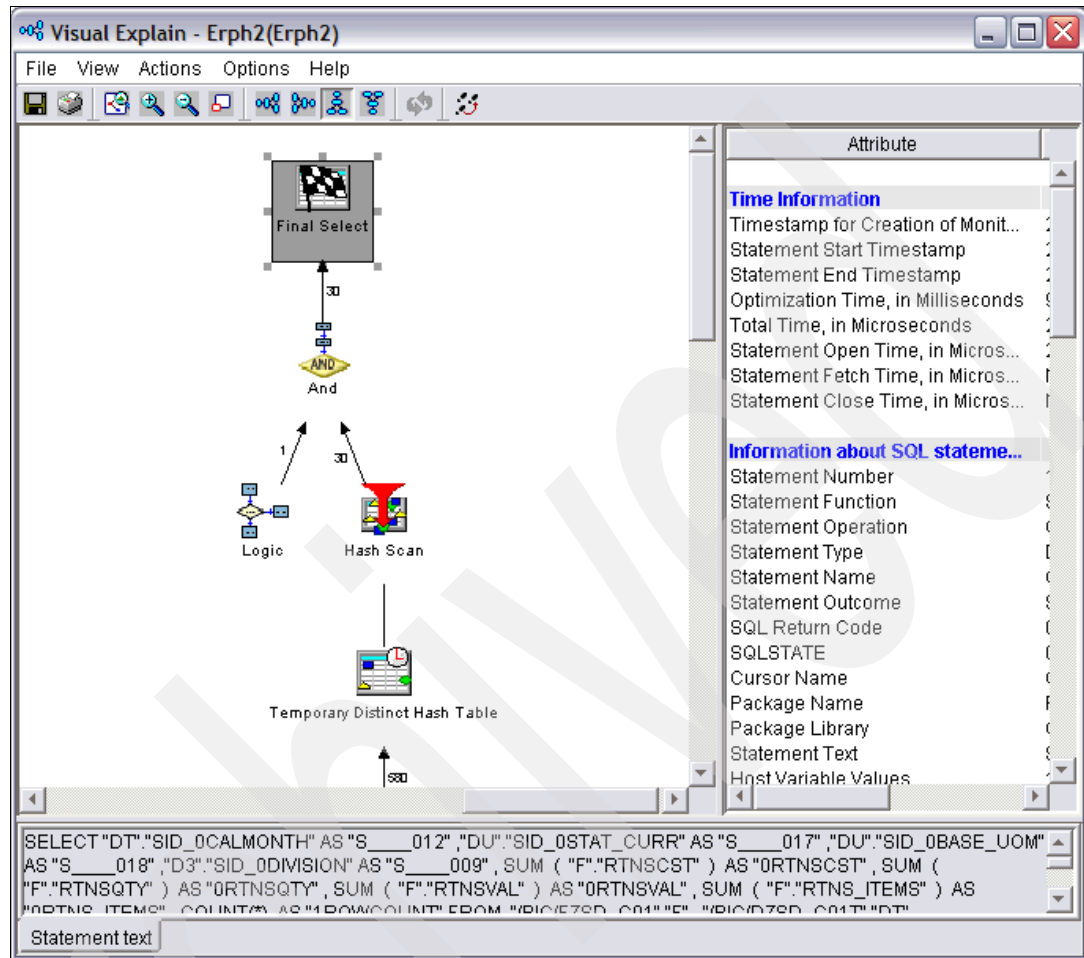 Visual Explain - Erph2(Erph2)
File View Actions Options Help
Final Select
30
AND
And
1
30
Logic
Hash Scan
Temporary Distinct Hash Table
580
Attribute
Time Information
Timestamp for Creation of Monit...
Statement Start Timestamp
Statement End Timestamp
Optimization Time, in Milliseconds
Total Time, in Microseconds
Statement Open Time, in Micros...
Statement Fetch Time, in Micros...
Statement Close Time, in Micros...
Information about SQL stateme...
Statement Number
Statement Function
Statement Operation
Statement Type
Statement Name
Statement Outcome
SQL Return Code
SQLSTATE
Cursor Name
Package Name
Package Library
Statement Text
Host Variable Values
SELECT "DT"."SID_0CALMONTH" AS "S____012" ,"DU"."SID_0STAT_CURR" AS "S____017" ,"DU"."SID_0BASE_UOM"
AS "S____018" ,"D3"."SID_0DIVISION" AS "S____009" , SUM ( "F"."RTNSCST" ) AS "0RTNSCST" , SUM (
"F"."RTNSQTY" ) AS "0RTNSQTY" , SUM ( "F"."RTNSVAL" ) AS "0RTNSVAL" , SUM ( "F"."RTNS_ITEMS" ) AS
"0RTNS_ITEMS" , COUNT(*) AS "1ROWCOUNT" FROM
Statement text